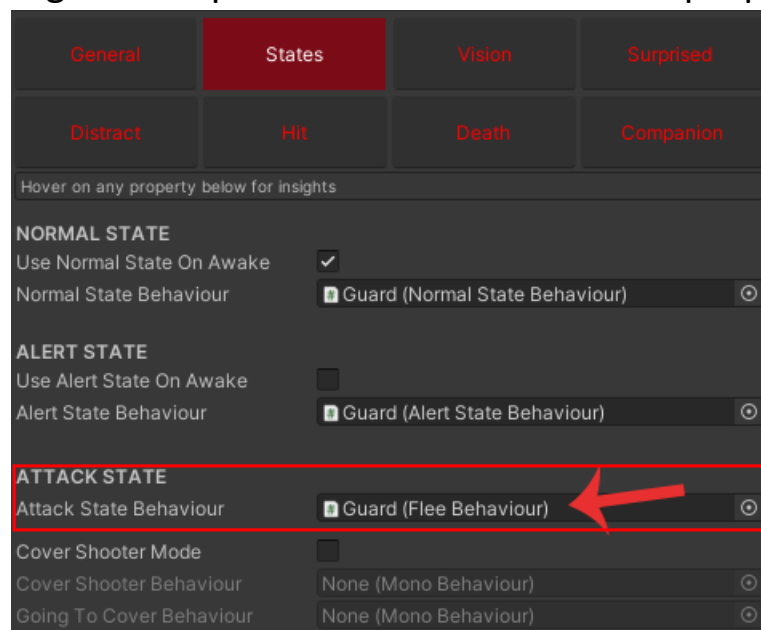 General States Vision Surprised
Distract Hit Death Companion
Hover on any property below for insights
NORMAL STATE
Use Normal State On Awake
Normal State Behaviour Guard (Normal State Behaviour)
ALERT STATE
Use Alert State On Awake
Alert State Behaviour Guard (Alert State Behaviour)
ATTACK STATE
Attack State Behaviour Guard (Flee Behaviour)
Cover Shooter Mode
Cover Shooter Behaviour None (Mono Behaviour)
Going To Cover Behaviour None (Mono Behaviour)